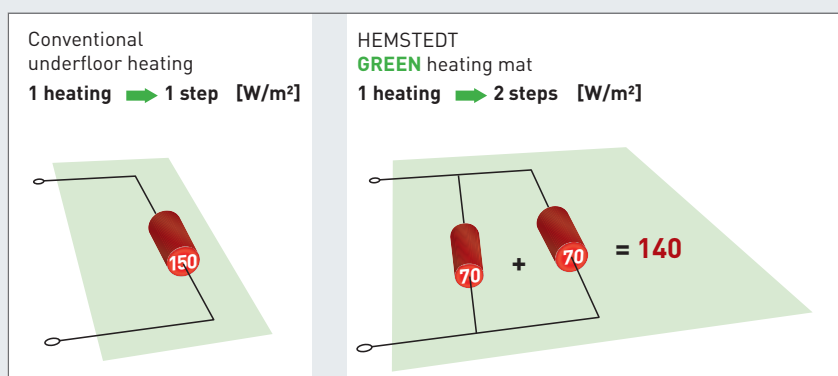 Conventional
underfloor heating
1 heating 1 step [W/m²]
150
HEMSTEDT
GREEN heating mat
1 heating 2 steps [W/m²]
70 + 70 = 140